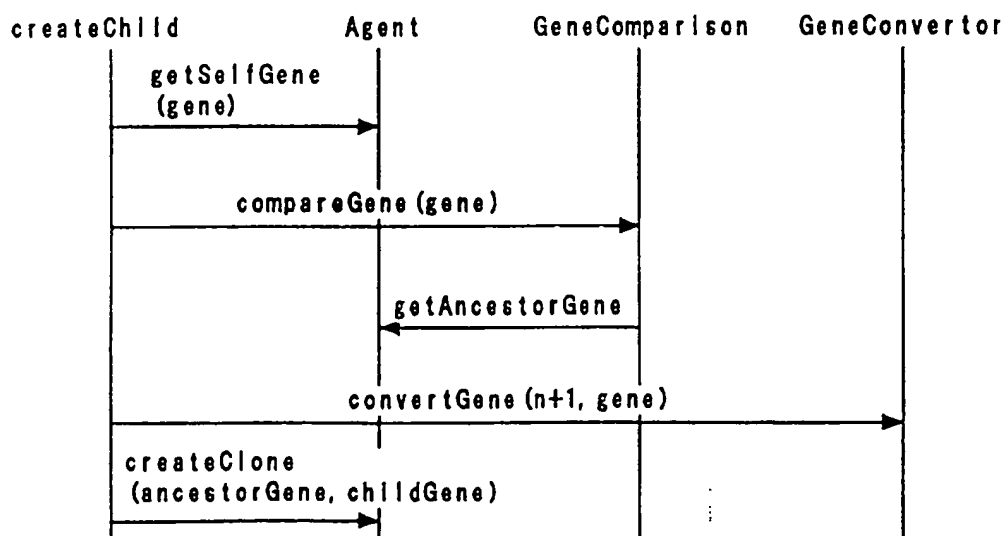 createChild Agent GeneComparison GeneConvertor
getSelfGene
(gene)
compareGene (gene)
getAncestorGene
convertGene (n+1, gene)
createClone
(ancestorGene, childGene)